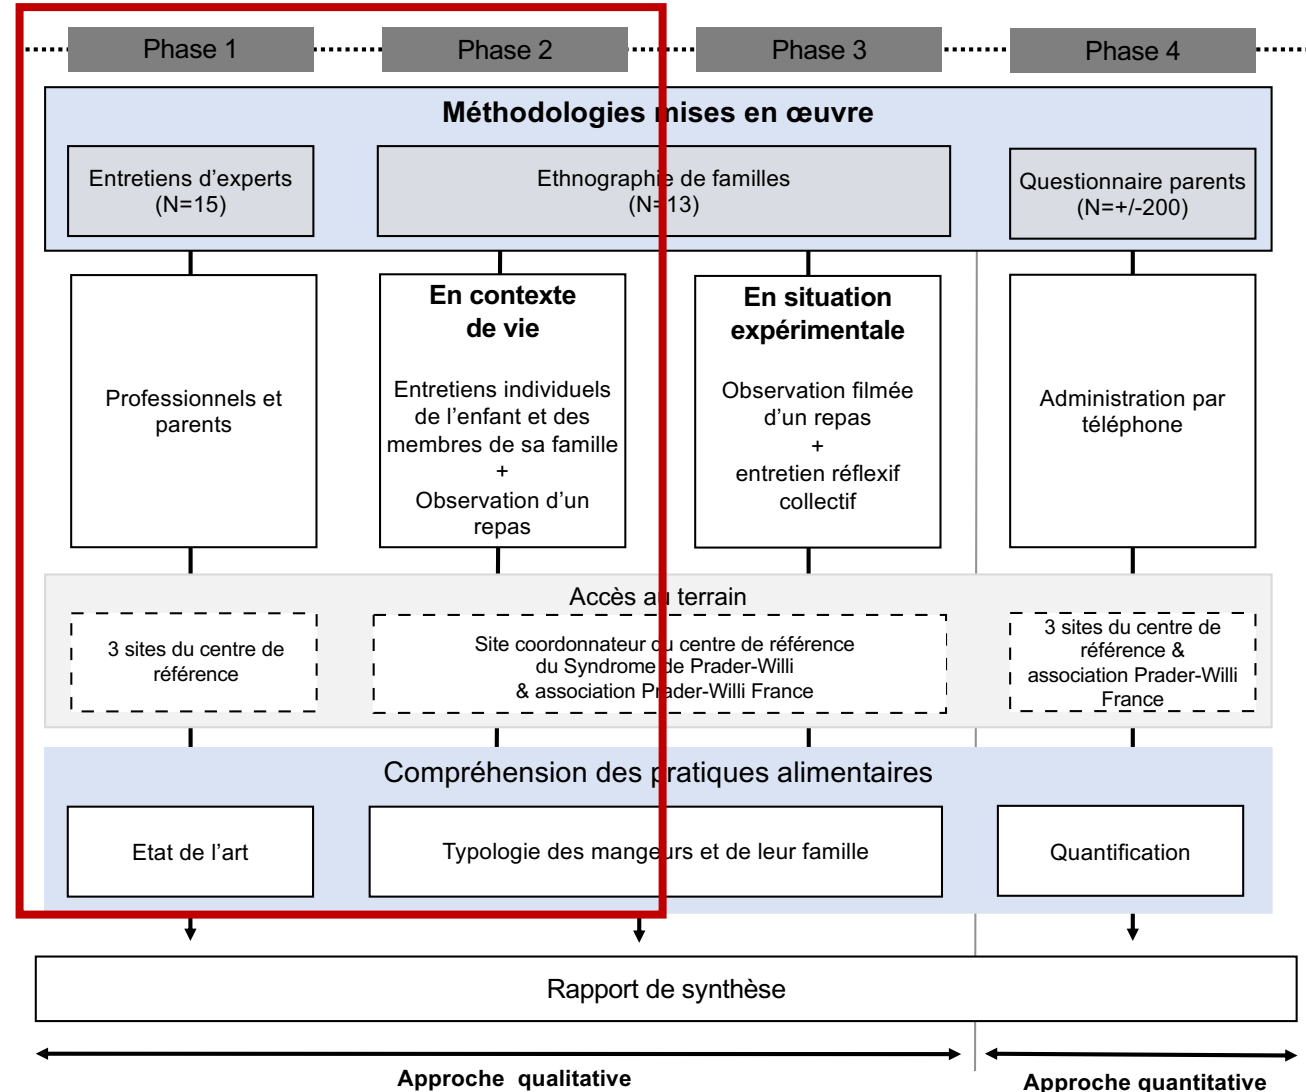 Phase 1
Phase 2
Phase 3
Phase 4
Méthodologies mises en œuvre
Entretiens d’experts
(N=15)
Ethnographie de familles
(N=13)
Questionnaire parents
(N=+/-200)
Professionnels et
parents
En contexte
de vie
Entretiens individuels
de l’enfant et des
membres de sa famille
+
Observation d’un
repas
En situation
expérimentale
Observation filmée
d’un repas
+
entretien réflexif
collectif
Administration par
téléphone
Accès au terrain
3 sites du centre de
référence
Site coordonnateur du centre de référence
du Syndrome de Prader-Willi
& association Prader-Willi France
3 sites du centre de
référence &
association Prader-Willi
France
Compréhension des pratiques alimentaires
Etat de l’art
Typologie des mangeurs et de leur famille
Quantification
Rapport de synthèse
Approche qualitative
Approche quantitative